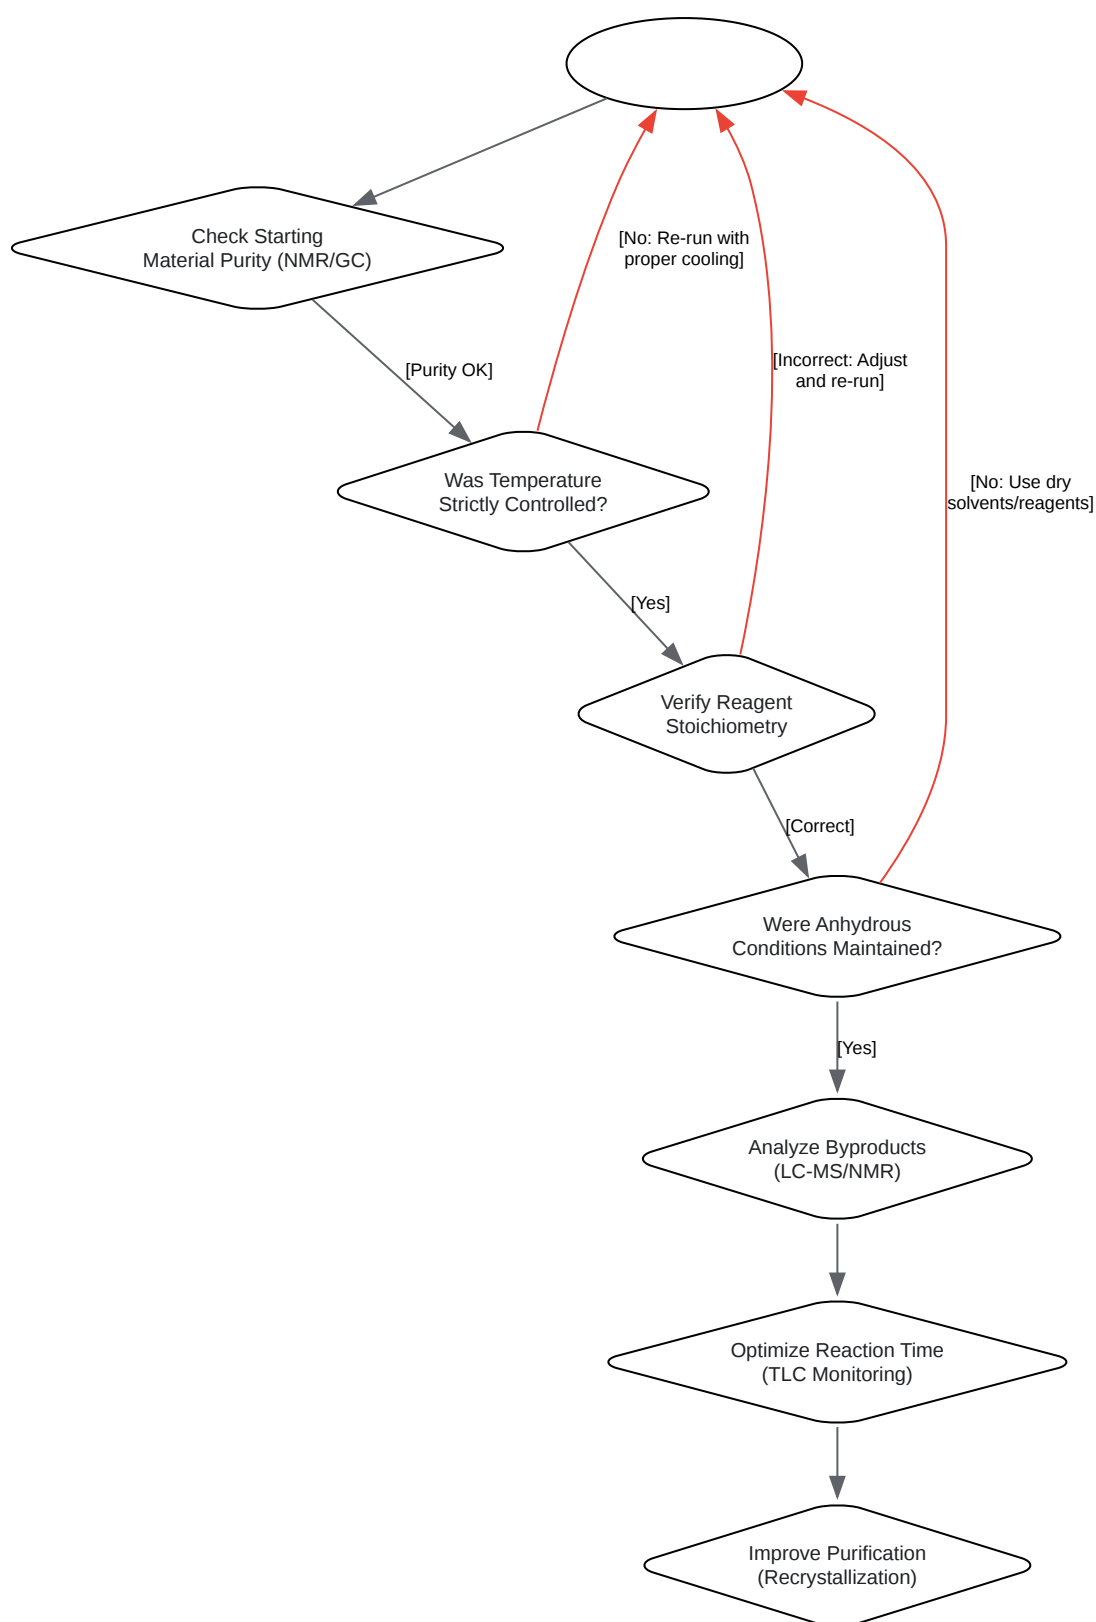 Check Starting
Material Purity (NMR/GC)
[No: Re-run with
proper cooling]
[Purity OK]
[Incorrect: Adjust
and re-run]
Was Temperature
Strictly Controlled?
[No: Use dry
solvents/reagents]
[Yes]
Verify Reagent
Stoichiometry
[Correct]
Were Anhydrous
Conditions Maintained?
[Yes]
Analyze Byproducts
(LC-MS/NMR)
Optimize Reaction Time
(TLC Monitoring)
Improve Purification
(Recrystallization)